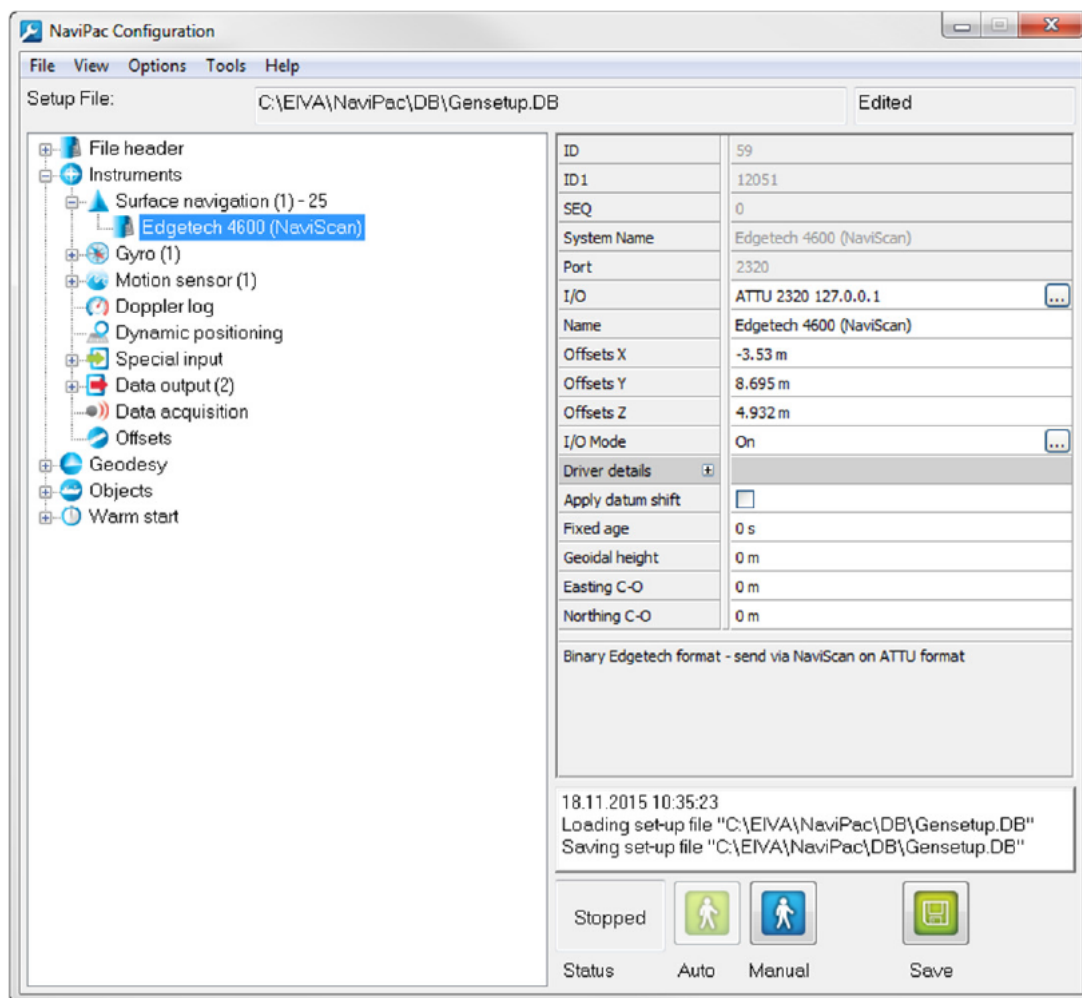 NaviPac Configuration
File View Options Tools Help
Setup File: C:\EIVA\NaviPac\DB\Gensetup.DB Edited
File header
Instruments
Surface navigation (1) - 25
Edgetech 4600 (NaviScan)
Gyro (1)
Motion sensor (1)
Doppler log
Dynamic positioning
Special input
Data output (2)
Data acquisition
Offsets
Geodesy
Objects
Warm start
ID 59
ID1 12051
SEQ 0
System Name Edgetech 4600 (NaviScan)
Port 2320
I/O ATTU 2320 127.0.0.1 ...
Name Edgetech 4600 (NaviScan)
Offsets X -3.53 m
Offsets Y 8.695 m
Offsets Z 4.932 m
I/O Mode On ...
Driver details
Apply datum shift
Fixed age 0 s
Geoidal height 0 m
Easting C-O 0 m
Northing C-O 0 m
Binary Edgetech format - send via NaviScan on ATTU format
18.11.2015 10:35:23
Loading set-up file "C:\EIVA\NaviPac\DB\Gensetup.DB"
Saving set-up file "C:\EIVA\NaviPac\DB\Gensetup.DB"
Stopped
Status Auto Manual Save